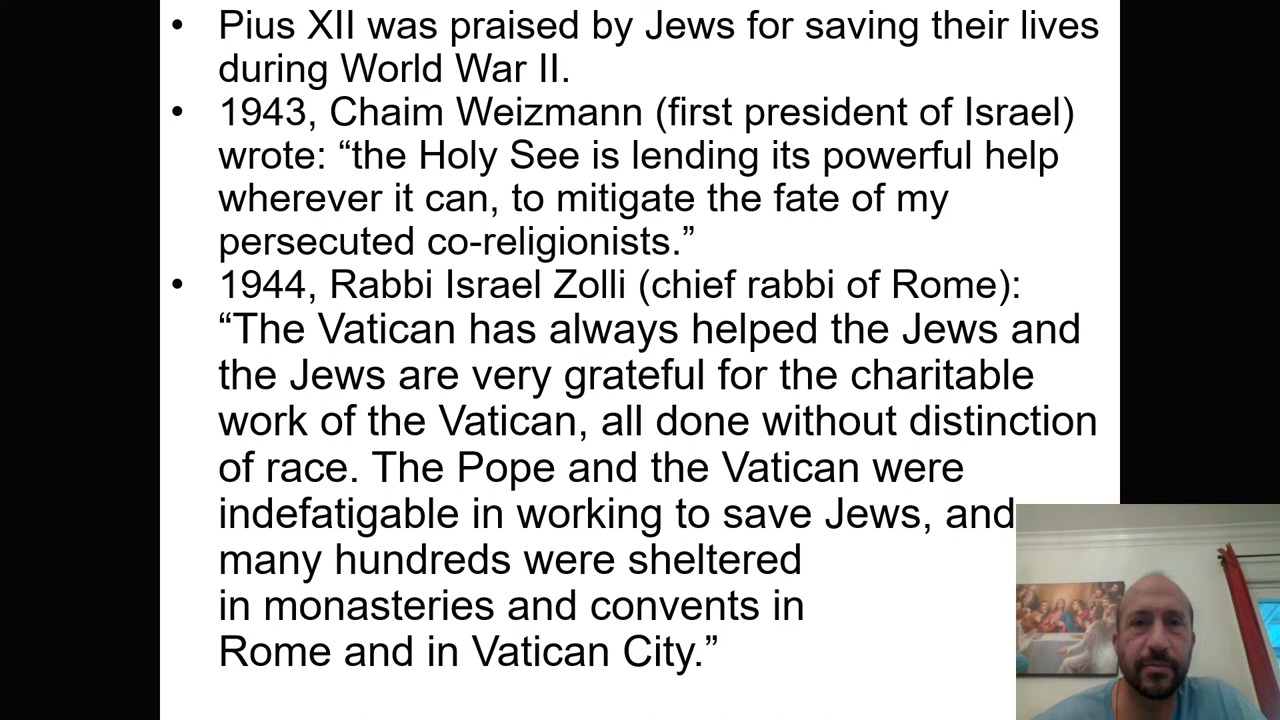 • Pius XII was praised by Jews for saving their lives
during World War II.
• 1943, Chaim Weizmann (first president of Israel)
wrote: “the Holy See is lending its powerful help
wherever it can, to mitigate the fate of my
persecuted co-religionists.”
• 1944, Rabbi Israel Zolli (chief rabbi of Rome):
“The Vatican has always helped the Jews and
the Jews are very grateful for the charitable
work of the Vatican, all done without distinction
of race. The Pope and the Vatican were
indefatigable in working to save Jews, and
many hundreds were sheltered
in monasteries and convents in
Rome and in Vatican City.”